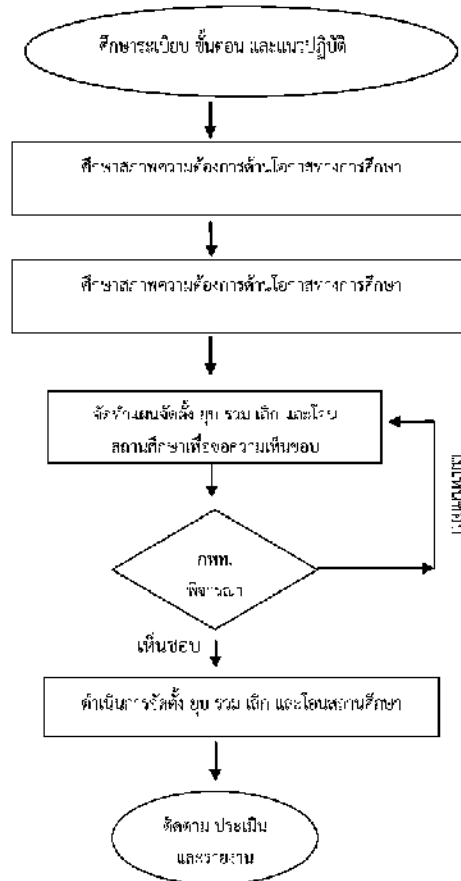 ศึกษาระเบียบ ขั้นตอน และแนวปฏิบัติ
ศึกษาสภาพความต้องการด้านโอกาสทางการศึกษา
ศึกษาสภาพความต้องการด้านโอกาสทางการศึกษา
จัดทำแผนจัดตั้ง ยุบ รวม เลิก และโอน
สถานศึกษาเพื่อขอความเห็นชอบ
ไม่เห็นชอบ
กพท.
พิจารณา
เห็นชอบ
ดำเนินการจัดตั้ง ยุบ รวม เลิก และโอนสถานศึกษา
ติดตาม ประเมิน
และรายงาน